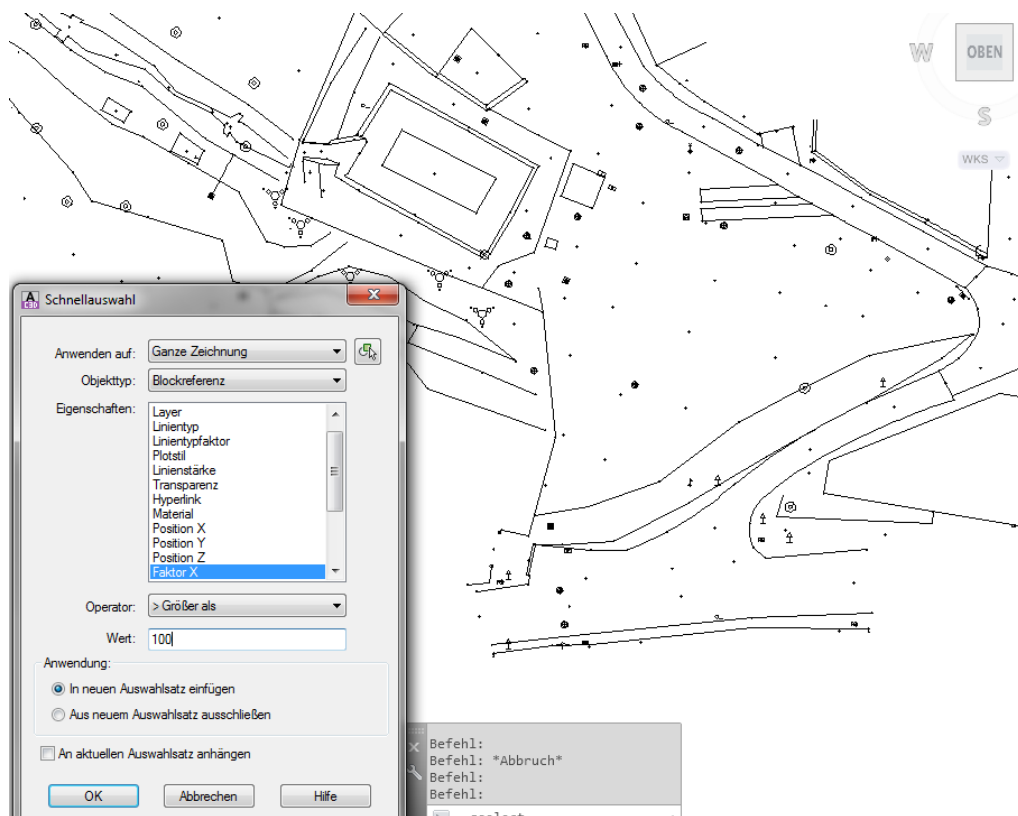 W
OBEN
S
WKS
Schnellauswahl
Anwenden auf: Ganze Zeichnung
Objekttyp: Blockreferenz
Eigenschaften:
Layer
Linientyp
Linientypfaktor
Plotstil
Linienstärke
Transparenz
Hyperlink
Material
Position X
Position Y
Position Z
Faktor X
Operator: > Größer als
Wert: 100
Anwendung:
In neuen Auswahlsatz einfügen
Aus neuem Auswahlsatz ausschließen
An aktuellen Auswahlsatz anhängen
OK Abbrechen Hilfe
Befehl:
Befehl: *Abbruch*
Befehl:
Befehl: